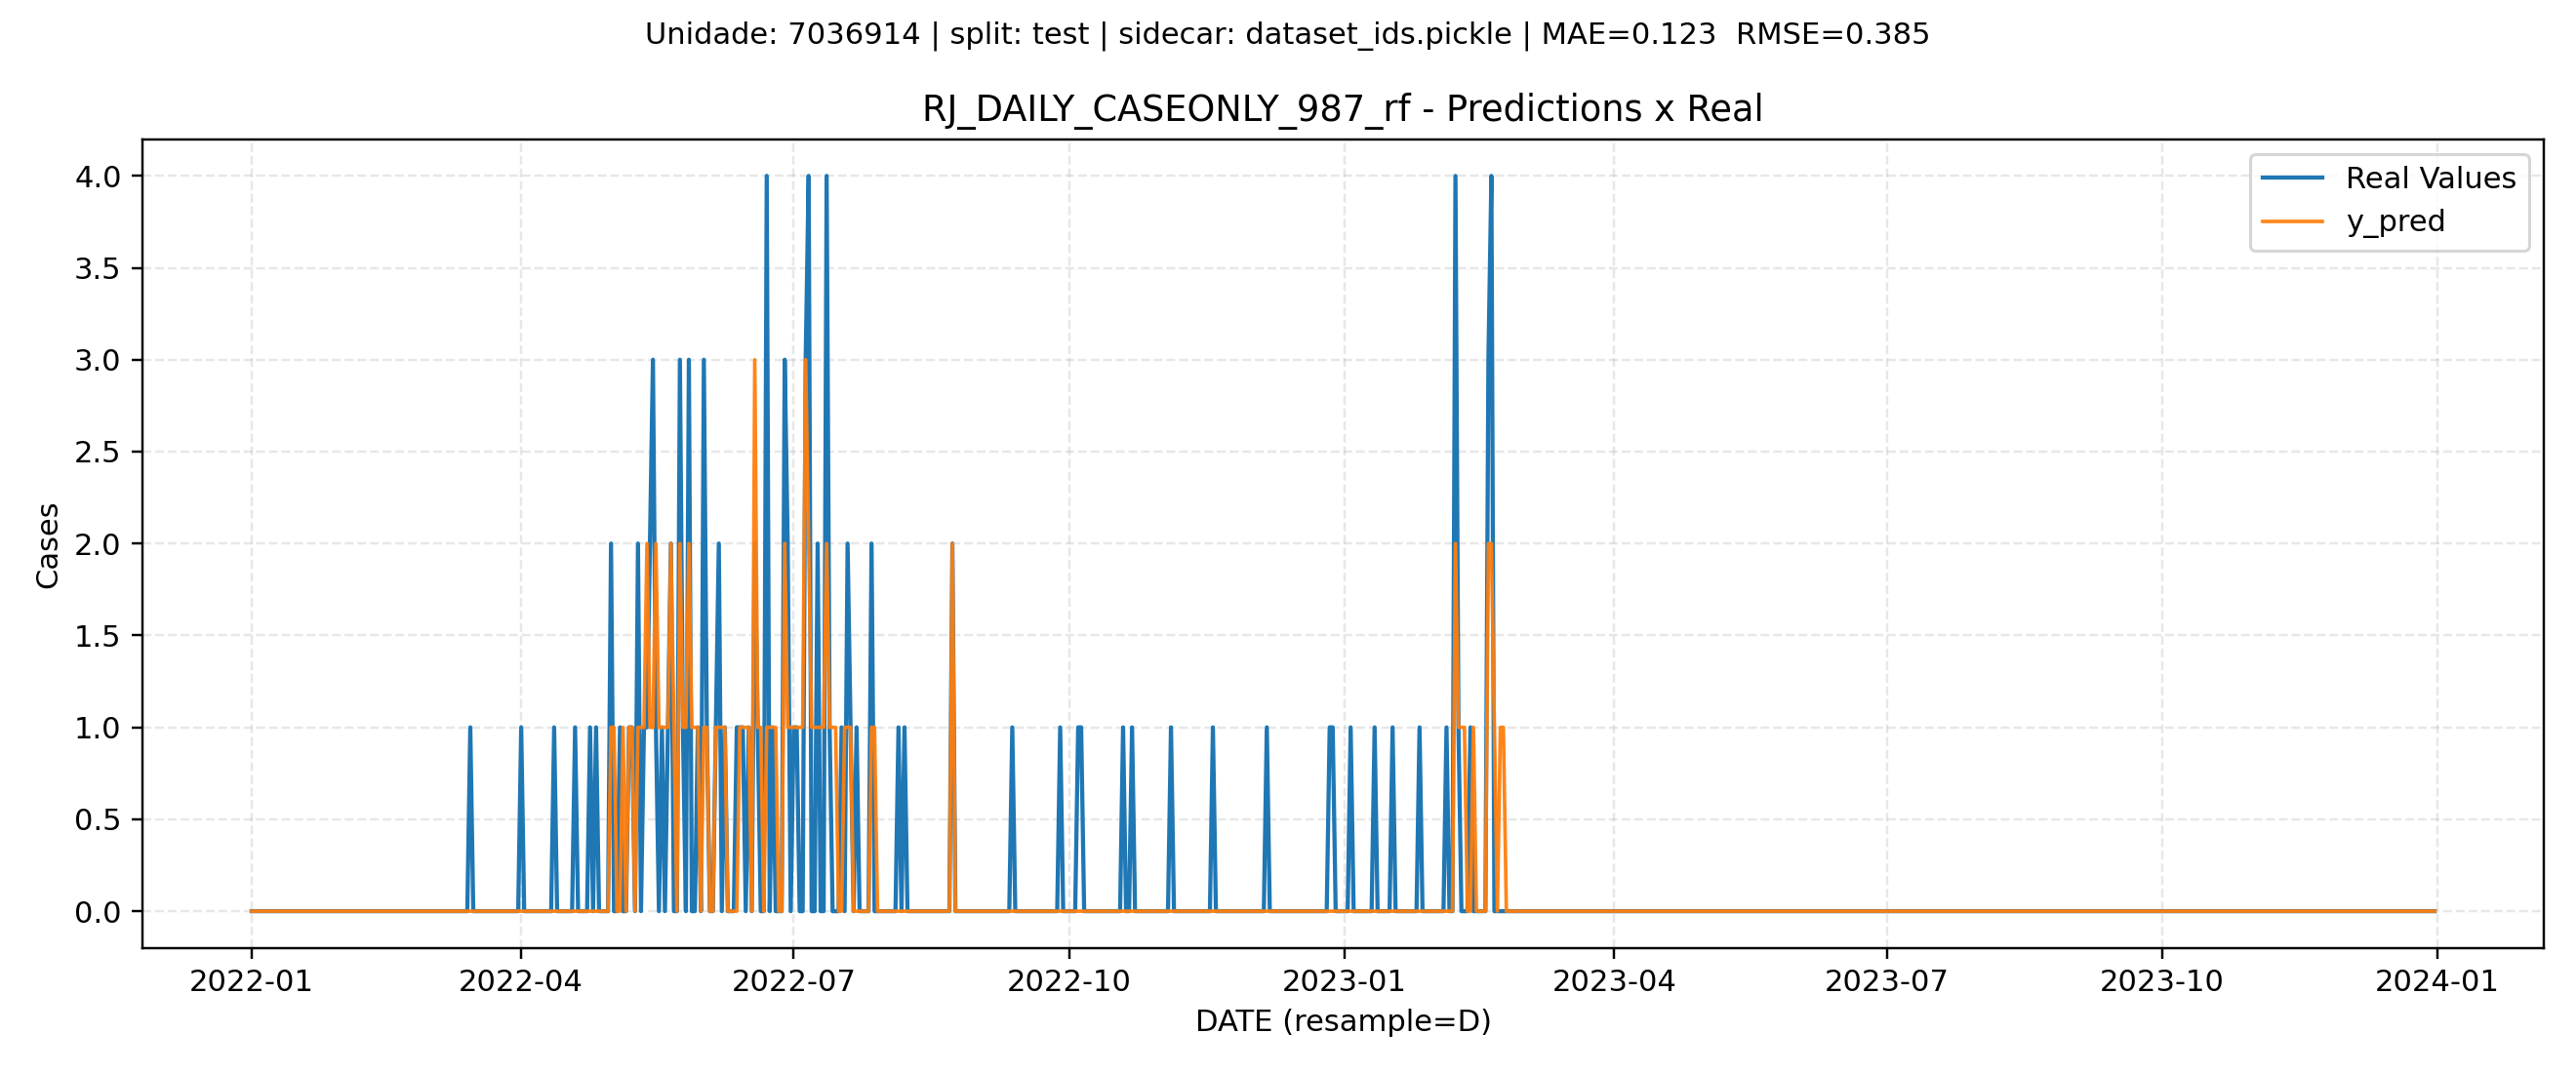 Unidade: 7036914 | split: test | sidecar: dataset_ids.pickle | MAE=0.123  RMSE=0.385
RJ_DAILY_CASEONLY_987_rf - Predictions x Real
Real Values
y_pred
4.0
3.5
3.0
2.5
2.0
1.5
1.0
0.5
0.0
Cases
2022-01 2022-04 2022-07 2022-10 2023-01 2023-04 2023-07 2023-10 2024-01
DATE (resample=D)